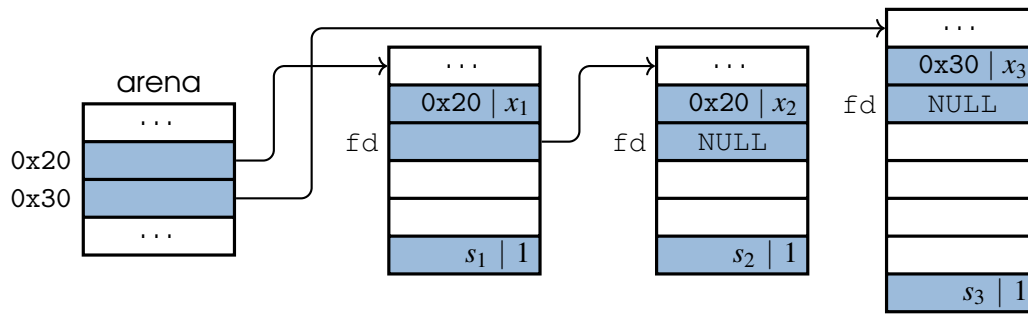 arena
...
0x20
0x30
...
...
0x20 | x₁
fd
s₁ | 1
...
0x20 | x₂
fd NULL
s₂ | 1
...
0x30 | x₃
fd NULL
s₃ | 1